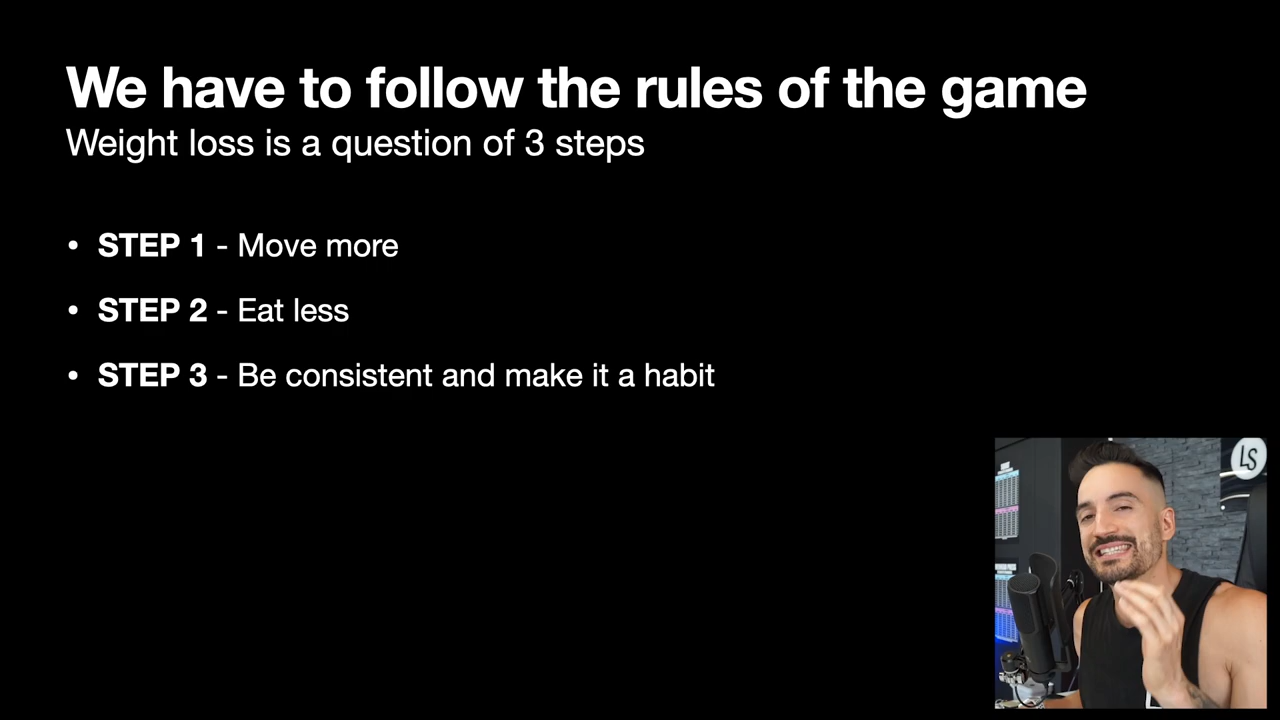 We have to follow the rules of the game
Weight loss is a question of 3 steps
• STEP 1 - Move more
• STEP 2 - Eat less
• STEP 3 - Be consistent and make it a habit
LS